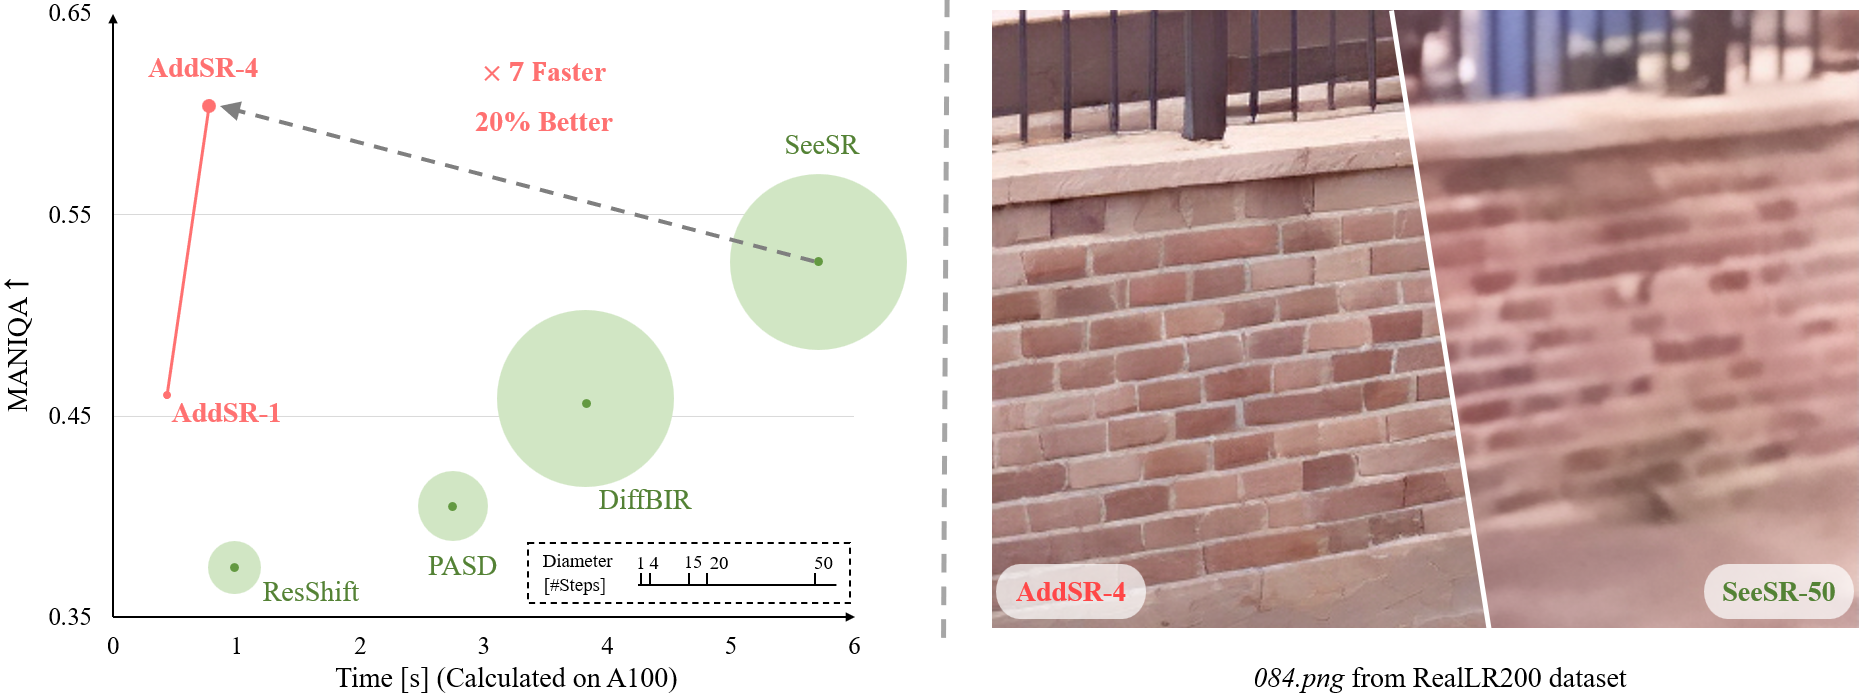 0.65
AddSR-4
× 7 Faster
20% Better
SeeSR
0.55
MANIQA ↑
AddSR-1
0.45
DiffBIR
PASD
ResShift
Diameter 1 4 15 20 50
[#Steps]
0.35
0 1 2 3 4 5 6
Time [s] (Calculated on A100)
AddSR-4
SeeSR-50
084.png from RealLR200 dataset